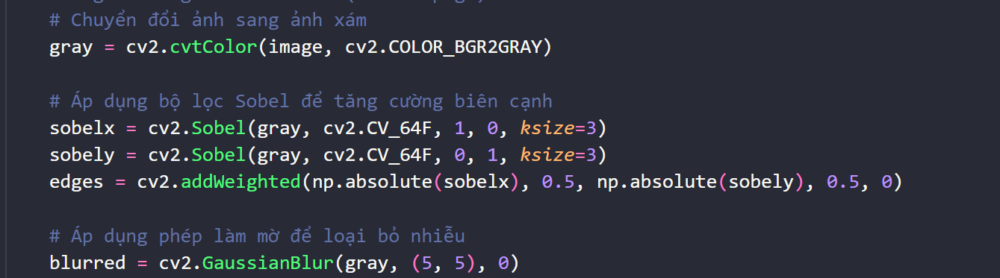 # Chuyển đổi ảnh sang ảnh xám
gray = cv2.cvtColor(image, cv2.COLOR_BGR2GRAY)
# Áp dụng bộ lọc Sobel để tăng cường biên cạnh
sobelx = cv2.Sobel(gray, cv2.CV_64F, 1, 0, ksize=3)
sobely = cv2.Sobel(gray, cv2.CV_64F, 0, 1, ksize=3)
edges = cv2.addWeighted(np.absolute(sobelx), 0.5, np.absolute(sobely), 0.5, 0)
# Áp dụng phép làm mờ để loại bỏ nhiễu
blurred = cv2.GaussianBlur(gray, (5, 5), 0)